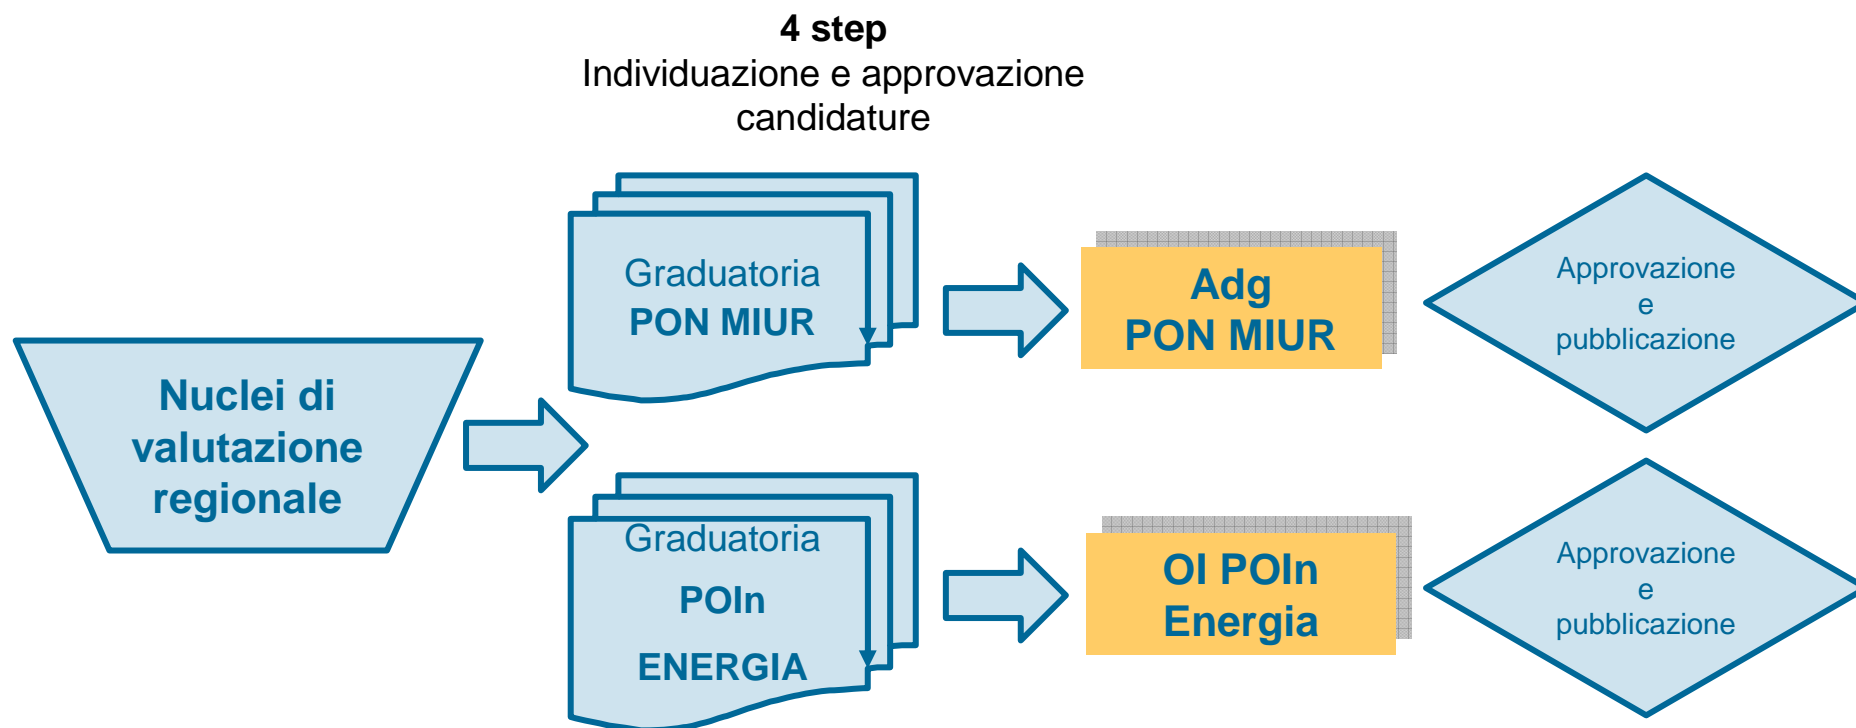 4 step
Individuazione e approvazione
candidature
Nuclei di
valutazione
regionale
Graduatoria
PON MIUR
Adg
PON MIUR
Approvazione
e
pubblicazione
Graduatoria
POIn
ENERGIA
OI POIn
Energia
Approvazione
e
pubblicazione